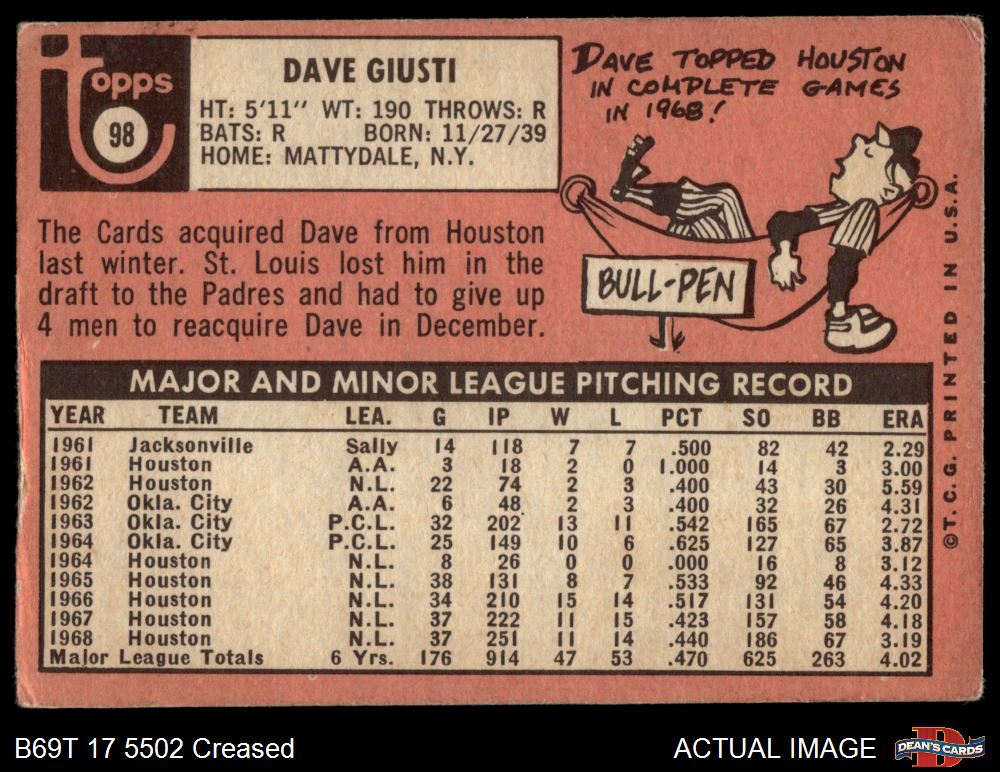 topps
98
DAVE GIUSTI
HT: 5'11" WT: 190 THROWS: R
BATS: R BORN: 11/27/39
HOME: MATTYDALE, N.Y.
DAVE TOPPED HOUSTON
IN COMPLETE GAMES
IN 1968!
BULL-PEN
The Cards acquired Dave from Houston
last winter. St. Louis lost him in the
draft to the Padres and had to give up
4 men to reacquire Dave in December.
MAJOR AND MINOR LEAGUE PITCHING RECORD
YEAR TEAM LEA. G IP W L PCT SO BB ERA
1961 Jacksonville Sally 14 118 7 7 .500 82 42 2.29
1961 Houston A.A. 3 18 2 0 1.000 14 3 3.00
1962 Houston N.L. 22 74 2 3 .400 43 30 5.59
1962 Okla. City A.A. 6 48 2 3 .400 32 26 4.31
1963 Okla. City P.C.L. 32 202 13 11 .542 165 67 2.72
1964 Okla. City P.C.L. 25 149 10 6 .625 127 65 3.87
1964 Houston N.L. 8 26 0 0 .000 16 8 3.12
1965 Houston N.L. 38 131 8 7 .533 92 46 4.33
1966 Houston N.L. 34 210 15 14 .517 131 54 4.20
1967 Houston N.L. 37 222 11 15 .423 157 58 4.18
1968 Houston N.L. 37 251 11 14 .440 186 67 3.19
Major League Totals 6 Yrs. 176 914 47 53 .470 625 263 4.02
©T.C.G. PRINTED IN U.S.A.
B69T 17 5502 Creased
ACTUAL IMAGE
DEAN'S CARDS